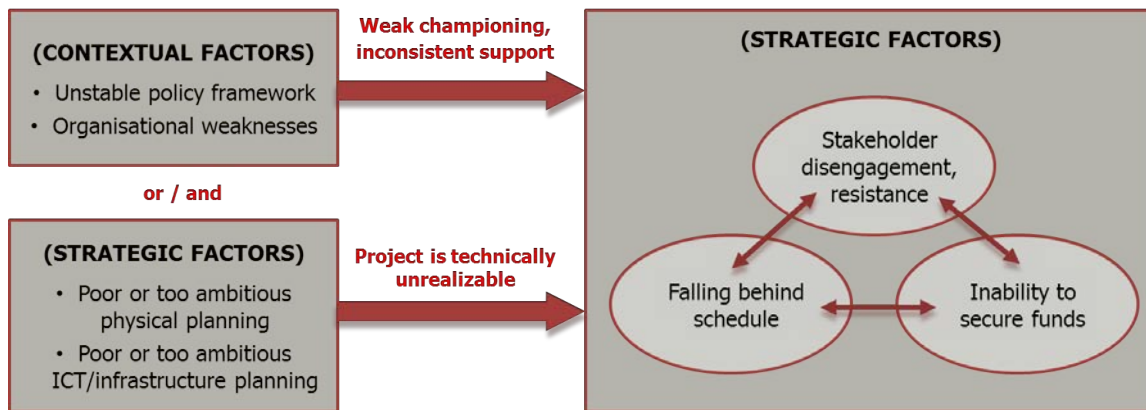 (CONTEXTUAL FACTORS)
• Unstable policy framework
• Organisational weaknesses
or / and
(STRATEGIC FACTORS)
• Poor or too ambitious
physical planning
• Poor or too ambitious
ICT/infrastructure planning
Weak championing,
inconsistent support
Project is technically
unrealizable
(STRATEGIC FACTORS)
Stakeholder
disengagement,
resistance
Falling behind
schedule
Inability to
secure funds